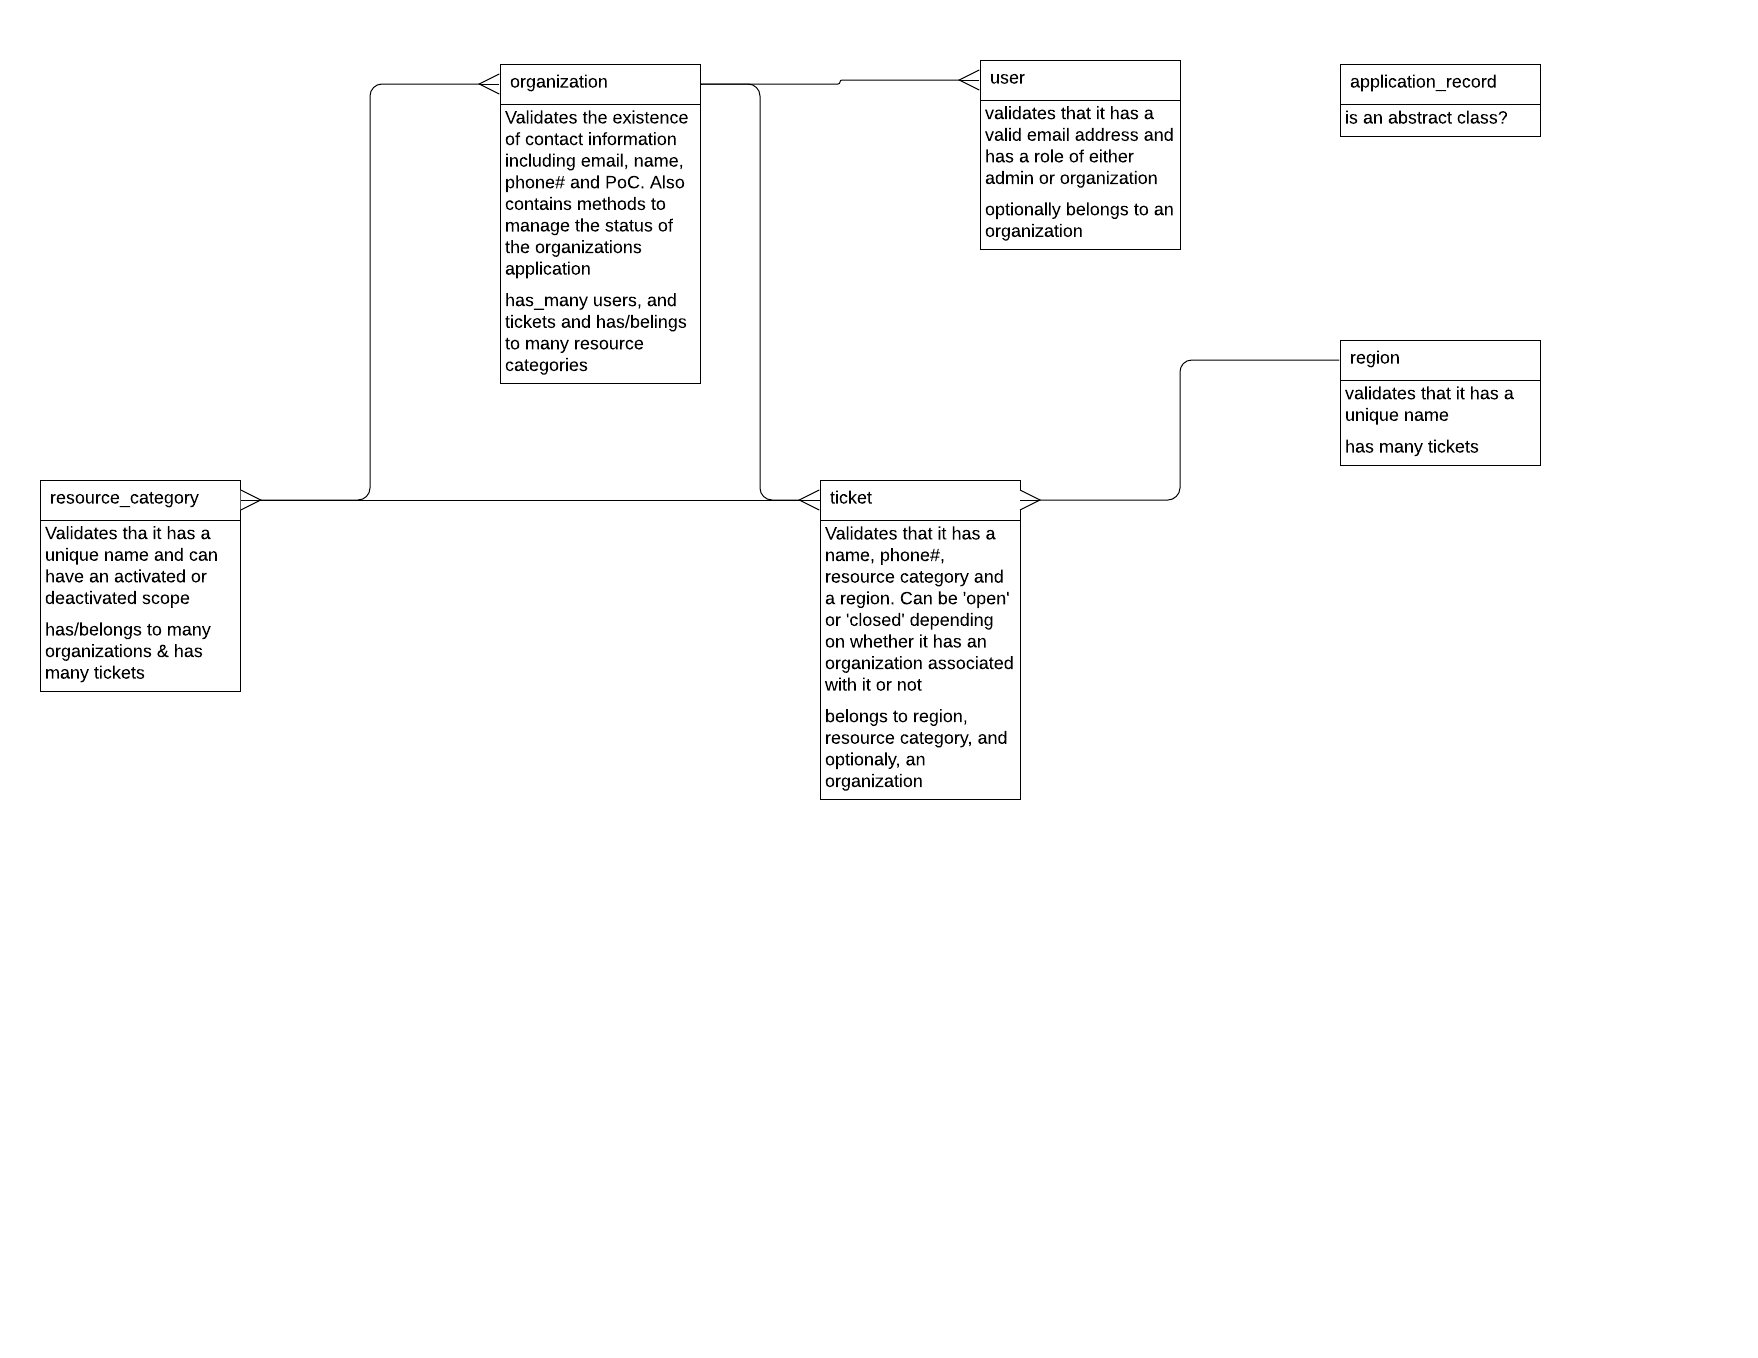 organization
Validates the existence
of contact information
including email, name,
phone# and PoC. Also
contains methods to
manage the status of
the organizations
application
has_many users, and
tickets and has/belings
to many resource
categories
user
validates that it has a
valid email address and
has a role of either
admin or organization
optionally belongs to an
organization
application_record
is an abstract class?
region
validates that it has a
unique name
has many tickets
resource_category
Validates tha it has a
unique name and can
have an activated or
deactivated scope
has/belongs to many
organizations & has
many tickets
ticket
Validates that it has a
name, phone#,
resource category and
a region. Can be 'open'
or 'closed' depending
on whether it has an
organization associated
with it or not
belongs to region,
resource category, and
optionaly, an
organization